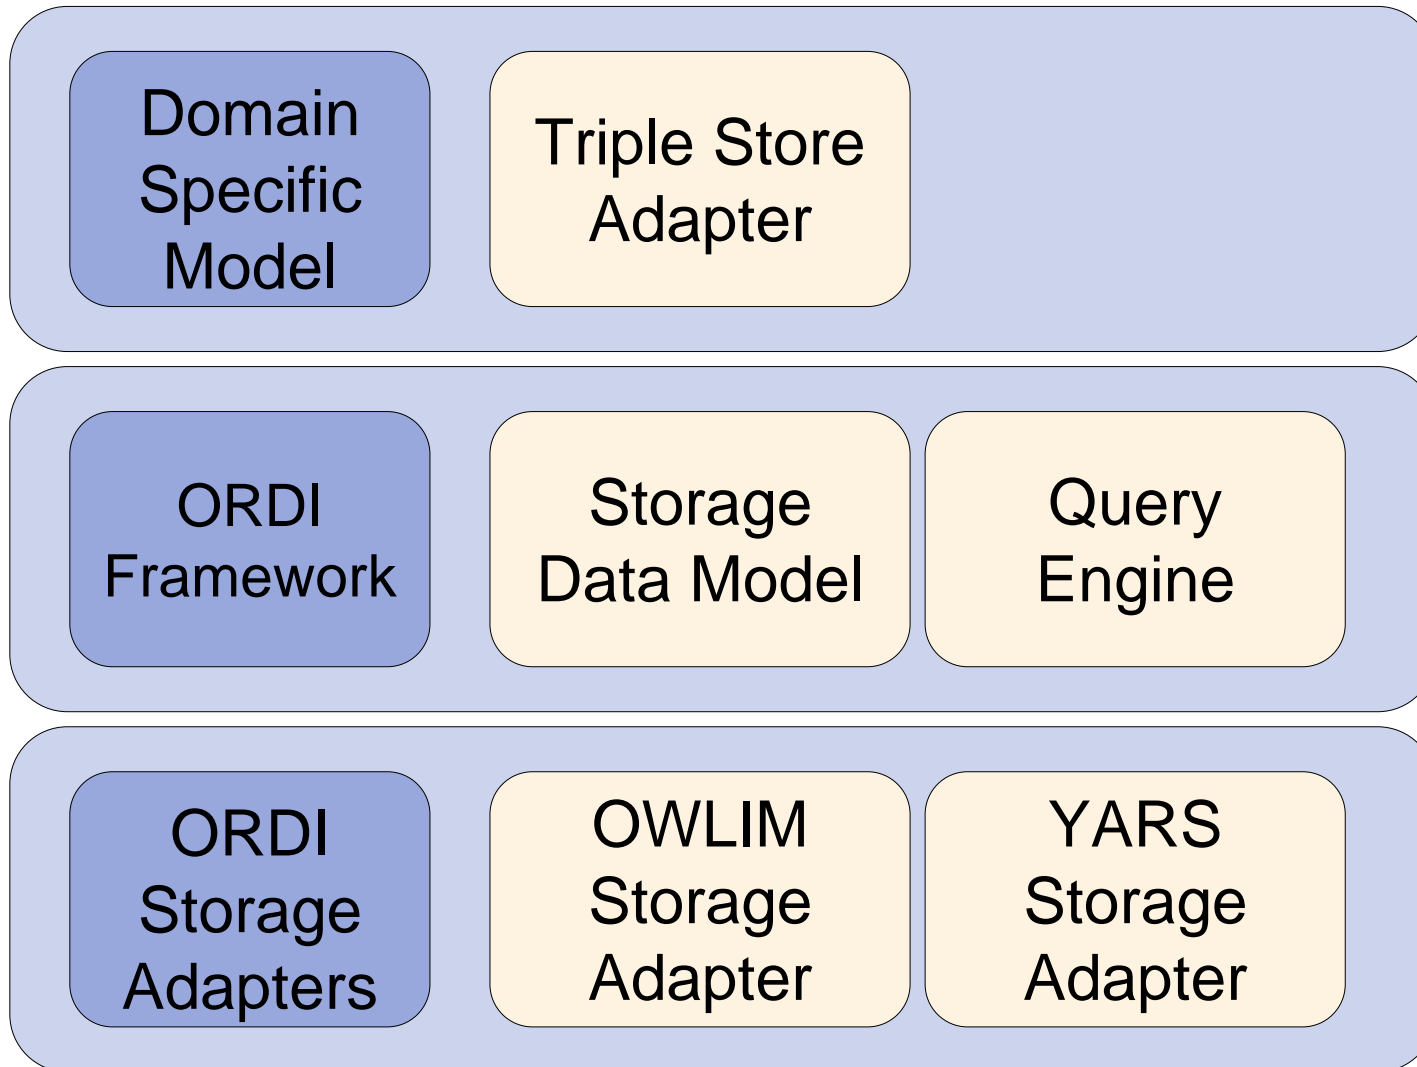 Domain
Specific
Model
Triple Store
Adapter
ORDI
Framework
Storage
Data Model
Query
Engine
ORDI
Storage
Adapters
OWLIM
Storage
Adapter
YARS
Storage
Adapter